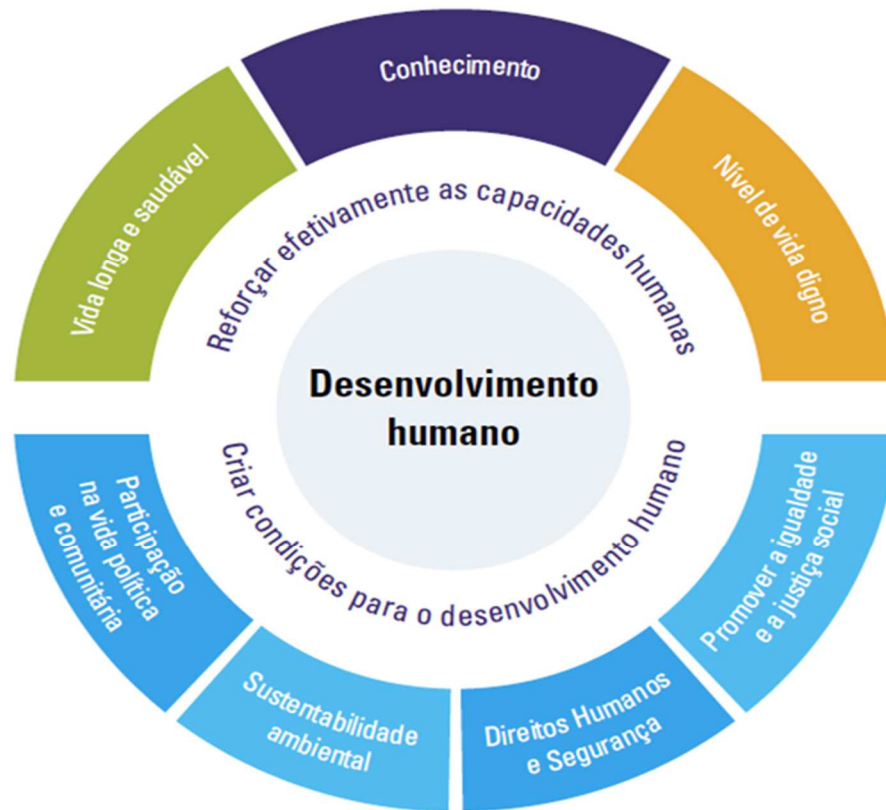 Conhecimento
Vida longa e saudável
Nível de vida digno
Reforçar efetivamente as capacidades humanas
Desenvolvimento
humano
Criar condições para o desenvolvimento humano
Participação
na vida política
e comunitária
Sustentabilidade
ambiental
Direitos Humanos
e Segurança
Promover a igualdade
e a justiça social